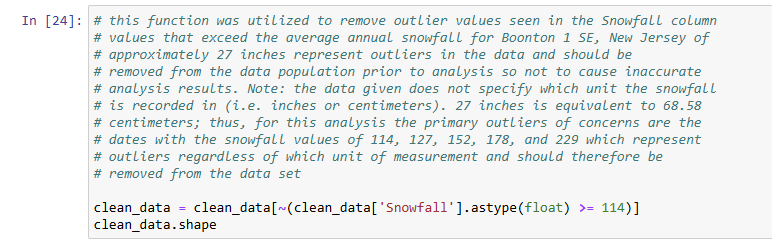 In [24]: # this function was utilized to remove outlier values seen in the Snowfall column
# values that exceed the average annual snowfall for Boonton 1 SE, New Jersey of
# approximately 27 inches represent outliers in the data and should be
# removed from the data population prior to analysis so not to cause inaccurate
# analysis results. Note: the data given does not specify which unit the snowfall
# is recorded in (i.e. inches or centimeters). 27 inches is equivalent to 68.58
# centimeters; thus, for this analysis the primary outliers of concerns are the
# dates with the snowfall values of 114, 127, 152, 178, and 229 which represent
# outliers regardless of which unit of measurement and should therefore be
# removed from the data set
clean_data = clean_data[~(clean_data['Snowfall'].astype(float) >= 114)]
clean_data.shape